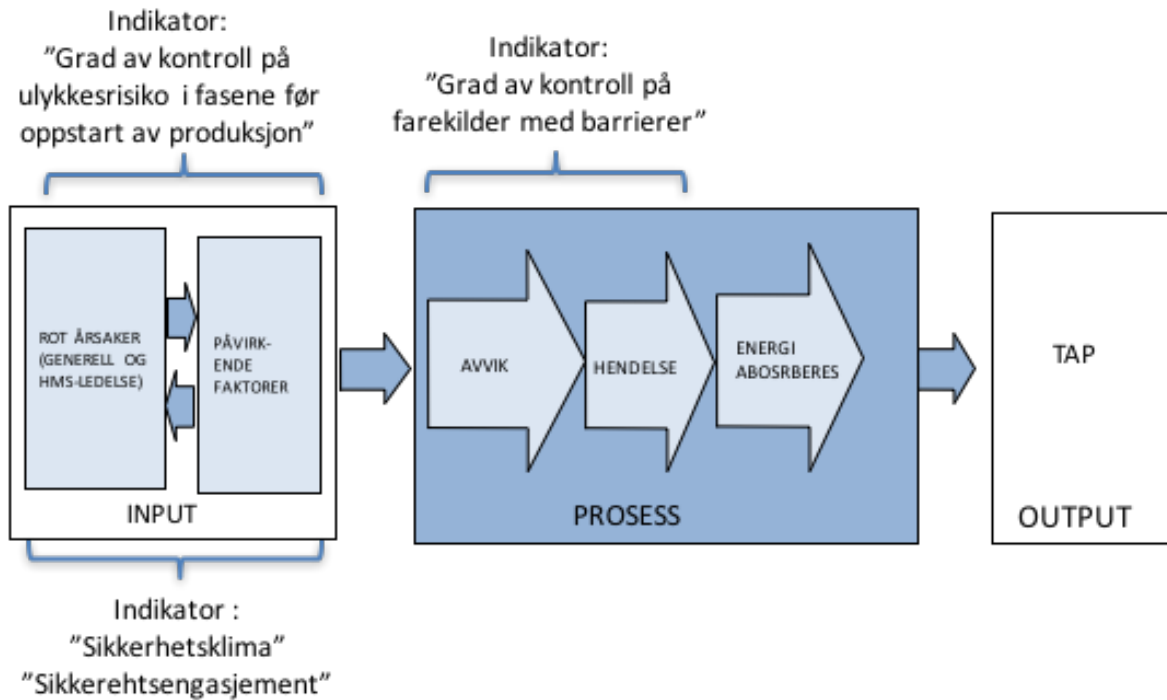 Indikator:
”Grad av kontroll på
ulykkesrisiko i fasene før
oppstart av produksjon”
Indikator:
”Grad av kontroll på
farekilder med barrierer”
ROT ÅRSAKER
(GENERELL OG
HMS-LEDELSE)
PÅVIRK-
ENDE
FAKTORER
INPUT
AVVIK
HENDELSE
ENERGI
ABOSRBERES
PROSESS
TAP
OUTPUT
Indikator :
”Sikkerhetsklima”
”Sikkerehtsengasjement”